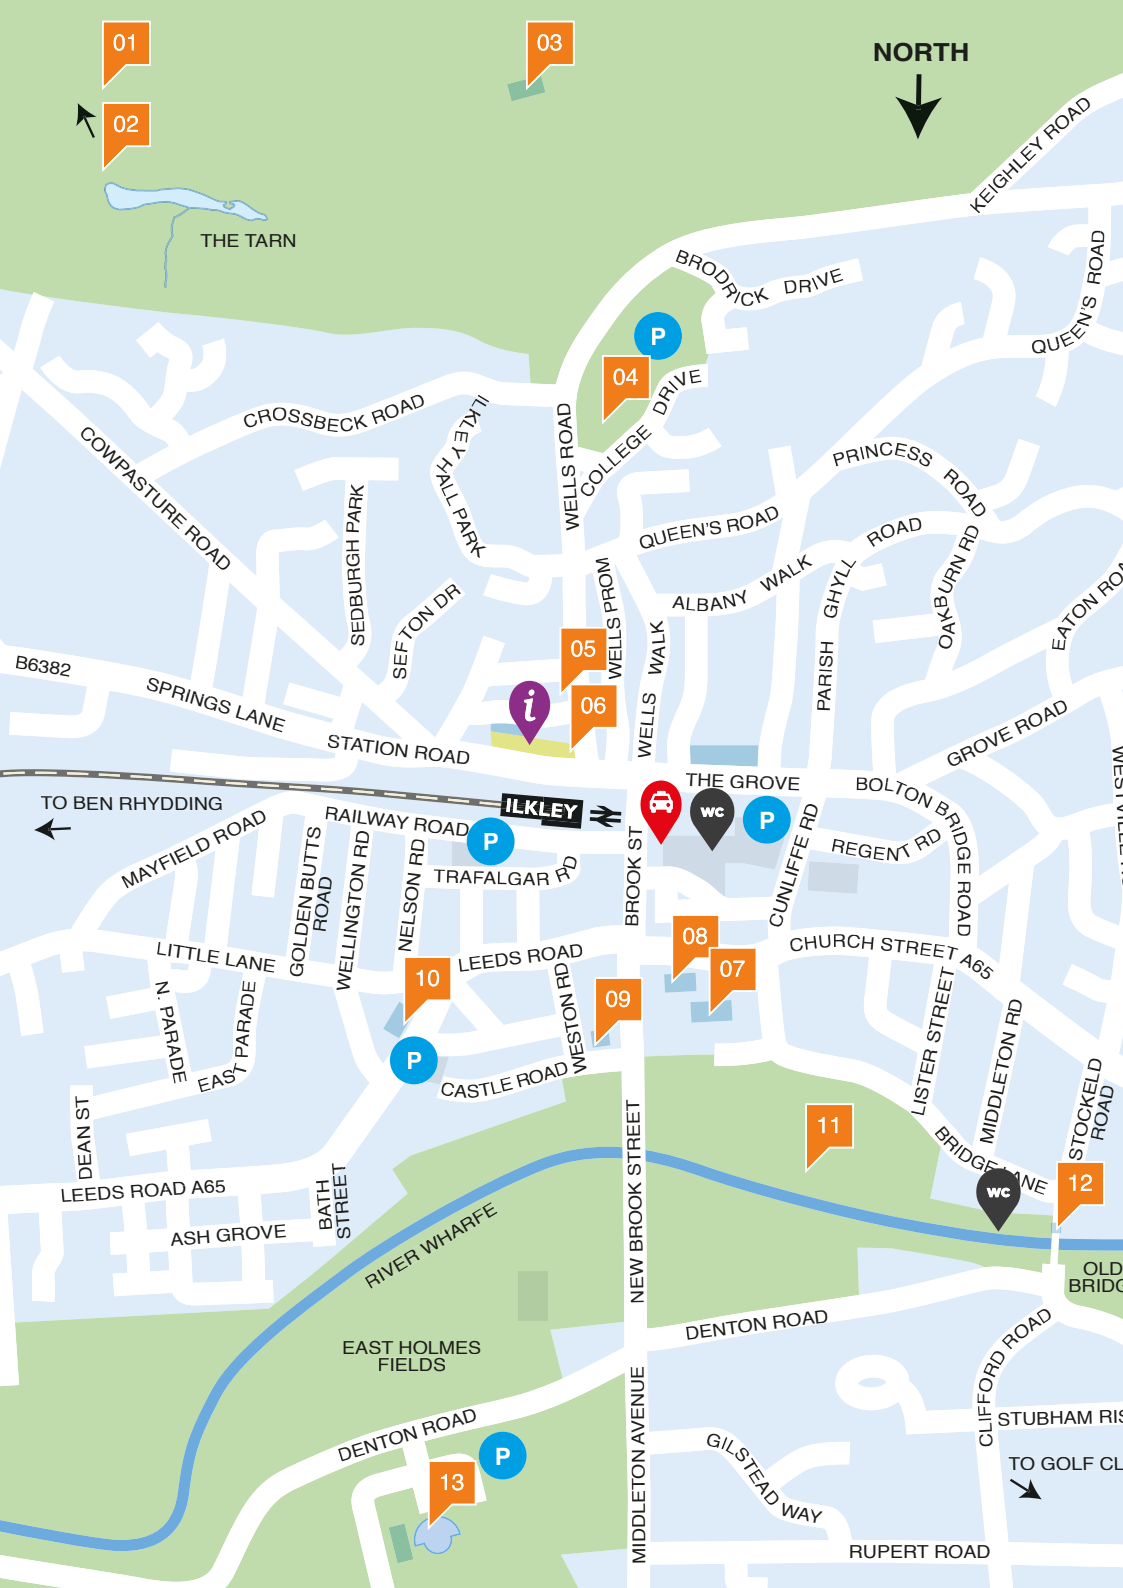 01
03
NORTH
02
KEIGHLEY ROAD
THE TARN
BRODRICK DRIVE
QUEEN'S ROAD
P
04
COLLEGE DRIVE
CROSSBECK ROAD
ILKLEY HALL PARK
WELLS ROAD
COWPASTURE ROAD
PRINCESS ROAD
SEDBURGH PARK
QUEEN'S ROAD
PARISH GHYLL ROAD
OAKBURN RD
ALBANY WALK
WELLS PROM
SEFTON DR
WELLS WALK
05
B6382
SPRINGS LANE
i
06
GROVE ROAD
STATION ROAD
THE GROVE
BOLTON BRIDGE ROAD
TO BEN RHYDDING
ILKLEY
WC
P
RAILWAY ROAD
P
MAYFIELD ROAD
REGENT RD
CUNLIFFE RD
BROOK ST
TRAFALGAR RD
GOLDEN BUTTS
ROAD
WELLINGTON RD
NELSON RD
LITTLE LANE
LEEDS ROAD
08
07
CHURCH STREET A65
10
09
N. PARADE
EAST PARADE
WESTON RD
P
CASTLE ROAD
LISTER STREET
MIDDLETON RD
STOCKELD
ROAD
DEAN ST
11
BRIDGE LANE
12
WC
LEEDS ROAD A65
BATH
STREET
ASH GROVE
RIVER WHARFE
NEW BROOK STREET
OLD
DENTON ROAD
EAST HOLMES
FIELDS
CLIFFORD ROAD
MIDDLETON AVENUE
STUBHAM
DENTON ROAD
P
GILSTEAD WAY
TO GOLF
13
RUPERT ROAD